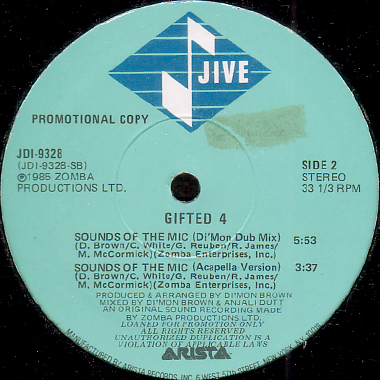 JIVE
PROMOTIONAL COPY
JDI-9328
(JDI-9328-SB)
℗1985 ZOMBA
PRODUCTIONS LTD.
SIDE 2
STEREO
33 1/3 RPM
GIFTED 4
SOUNDS OF THE MIC (Di'Mon Dub Mix) 5:53
(D. Brown/C. White/G. Reuben/R. James/
M. McCormick)(Zomba Enterprises, Inc.)
SOUNDS OF THE MIC (Acapella Version) 3:37
(D. Brown/C. White/G. Reuben/R. James/
M. McCormick)(Zomba Enterprises, Inc.)
PRODUCED & ARRANGED BY DI'MON BROWN
MIXED BY DI'MON BROWN & ANJALI DUTT
AN ORIGINAL SOUND RECORDING MADE
BY ZOMBA PRODUCTIONS LTD.
LOANED FOR PROMOTION ONLY
ALL RIGHTS RESERVED
UNAUTHORIZED DUPLICATION IS A
VIOLATION OF APPLICABLE LAWS
ARISTA
MANUFACTURED BY ARISTA RECORDS, INC. 6 WEST 57TH STREET, NEW